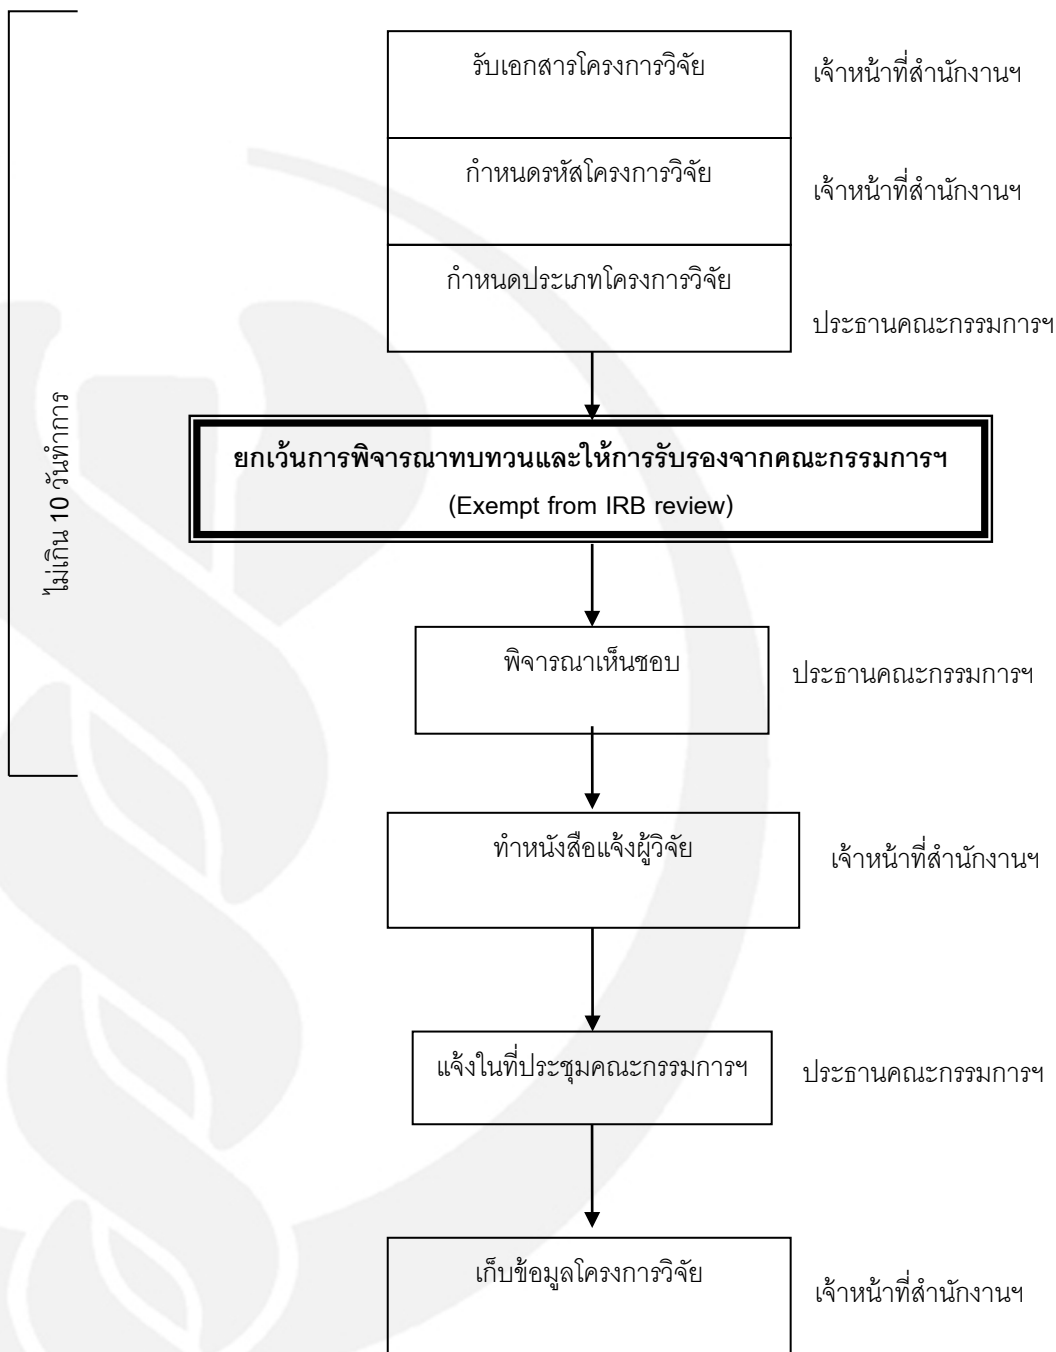 รับเอกสารโครงการวิจัย
เจ้าหน้าที่สำนักงานฯ
กำหนดรหัสโครงการวิจัย
เจ้าหน้าที่สำนักงานฯ
กำหนดประเภทโครงการวิจัย
ประธานคณะกรรมการฯ
ไม่เกิน 10 วันทำการ
ยกเว้นการพิจารณาทบทวนและให้การรับรองจากคณะกรรมการฯ
(Exempt from IRB review)
พิจารณาเห็นชอบ
ประธานคณะกรรมการฯ
ทำหนังสือแจ้งผู้วิจัย
เจ้าหน้าที่สำนักงานฯ
แจ้งในที่ประชุมคณะกรรมการฯ
ประธานคณะกรรมการฯ
เก็บข้อมูลโครงการวิจัย
เจ้าหน้าที่สำนักงานฯ